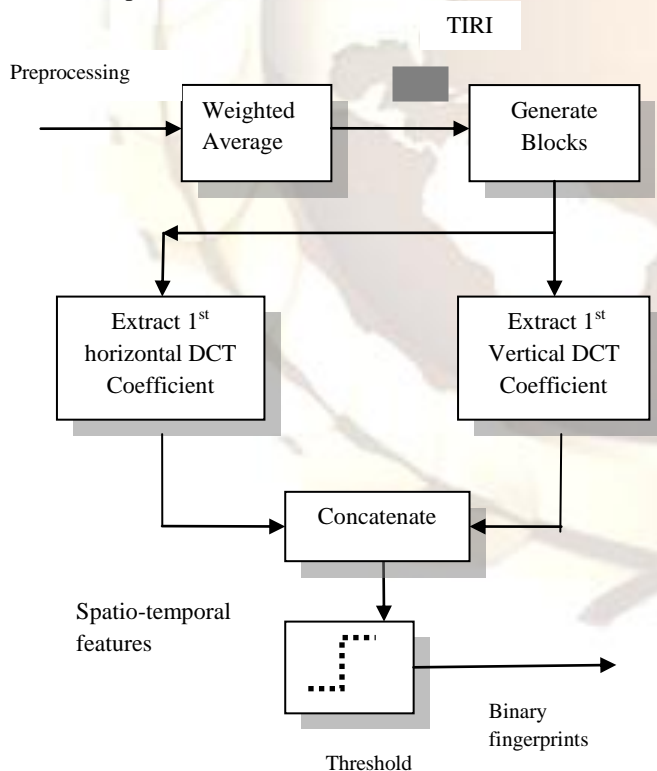 TIRI
Preprocessing
Weighted
Average
Generate
Blocks
Extract 1st
horizontal DCT
Coefficient
Extract 1st
Vertical DCT
Coefficient
Concatenate
Spatio-temporal
features
Binary
fingerprints
Threshold